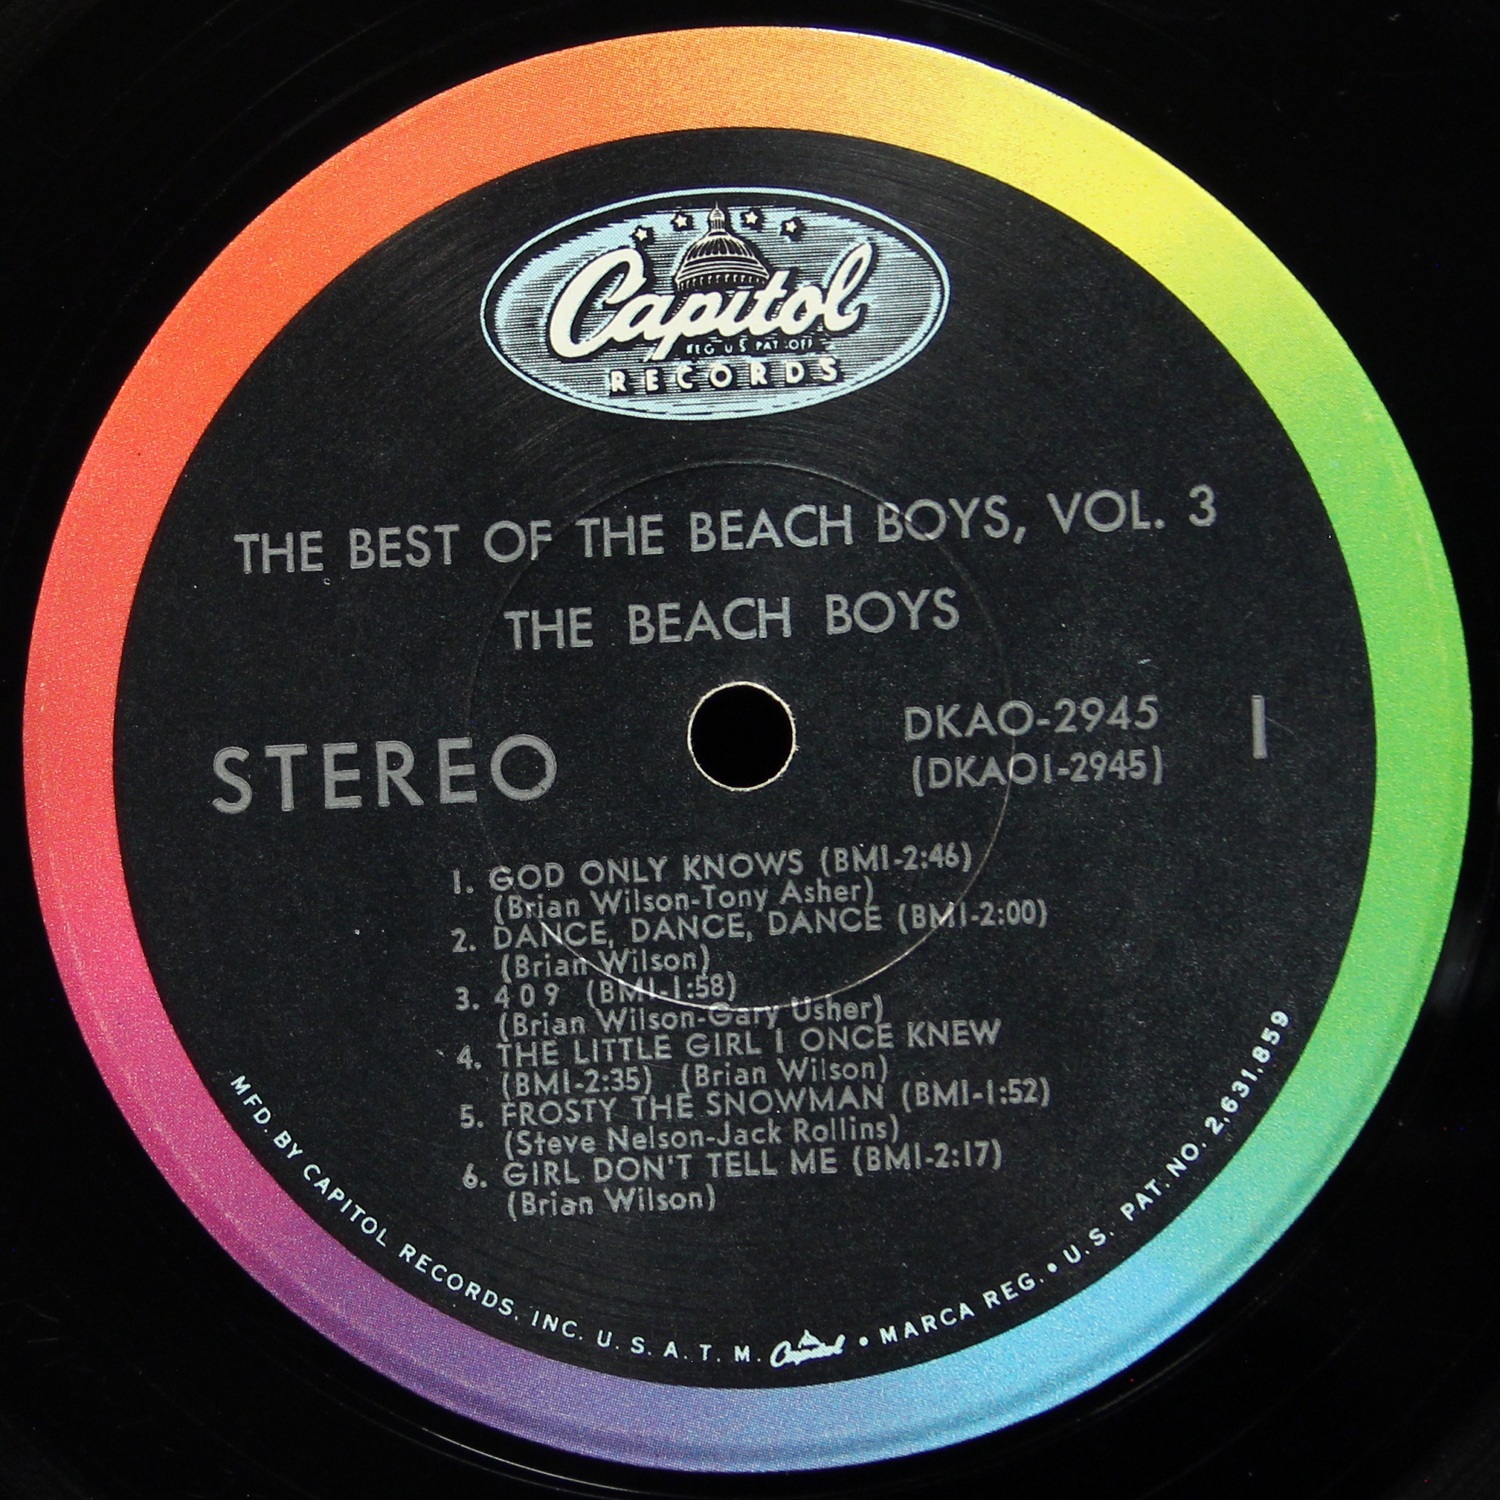 Capitol
REG. U.S. PAT. OFF.
RECORDS
THE BEST OF THE BEACH BOYS, VOL. 3
THE BEACH BOYS
STEREO
DKAO-2945
(DKAO1-2945)
1
1. GOD ONLY KNOWS (BMI-2:46)
(Brian Wilson-Tony Asher)
2. DANCE, DANCE, DANCE (BMI-2:00)
(Brian Wilson)
3. 4 0 9 (BMI-1:58)
(Brian Wilson-Gary Usher)
4. THE LITTLE GIRL I ONCE KNEW
(BMI-2:35) (Brian Wilson)
5. FROSTY THE SNOWMAN (BMI-1:52)
(Steve Nelson-Jack Rollins)
6. GIRL DON'T TELL ME (BMI-2:17)
(Brian Wilson)
MFD. BY CAPITOL RECORDS, INC. U. S. A. T. M. Capitol • MARCA REG. • U. S. PAT. NO. 2,631,859